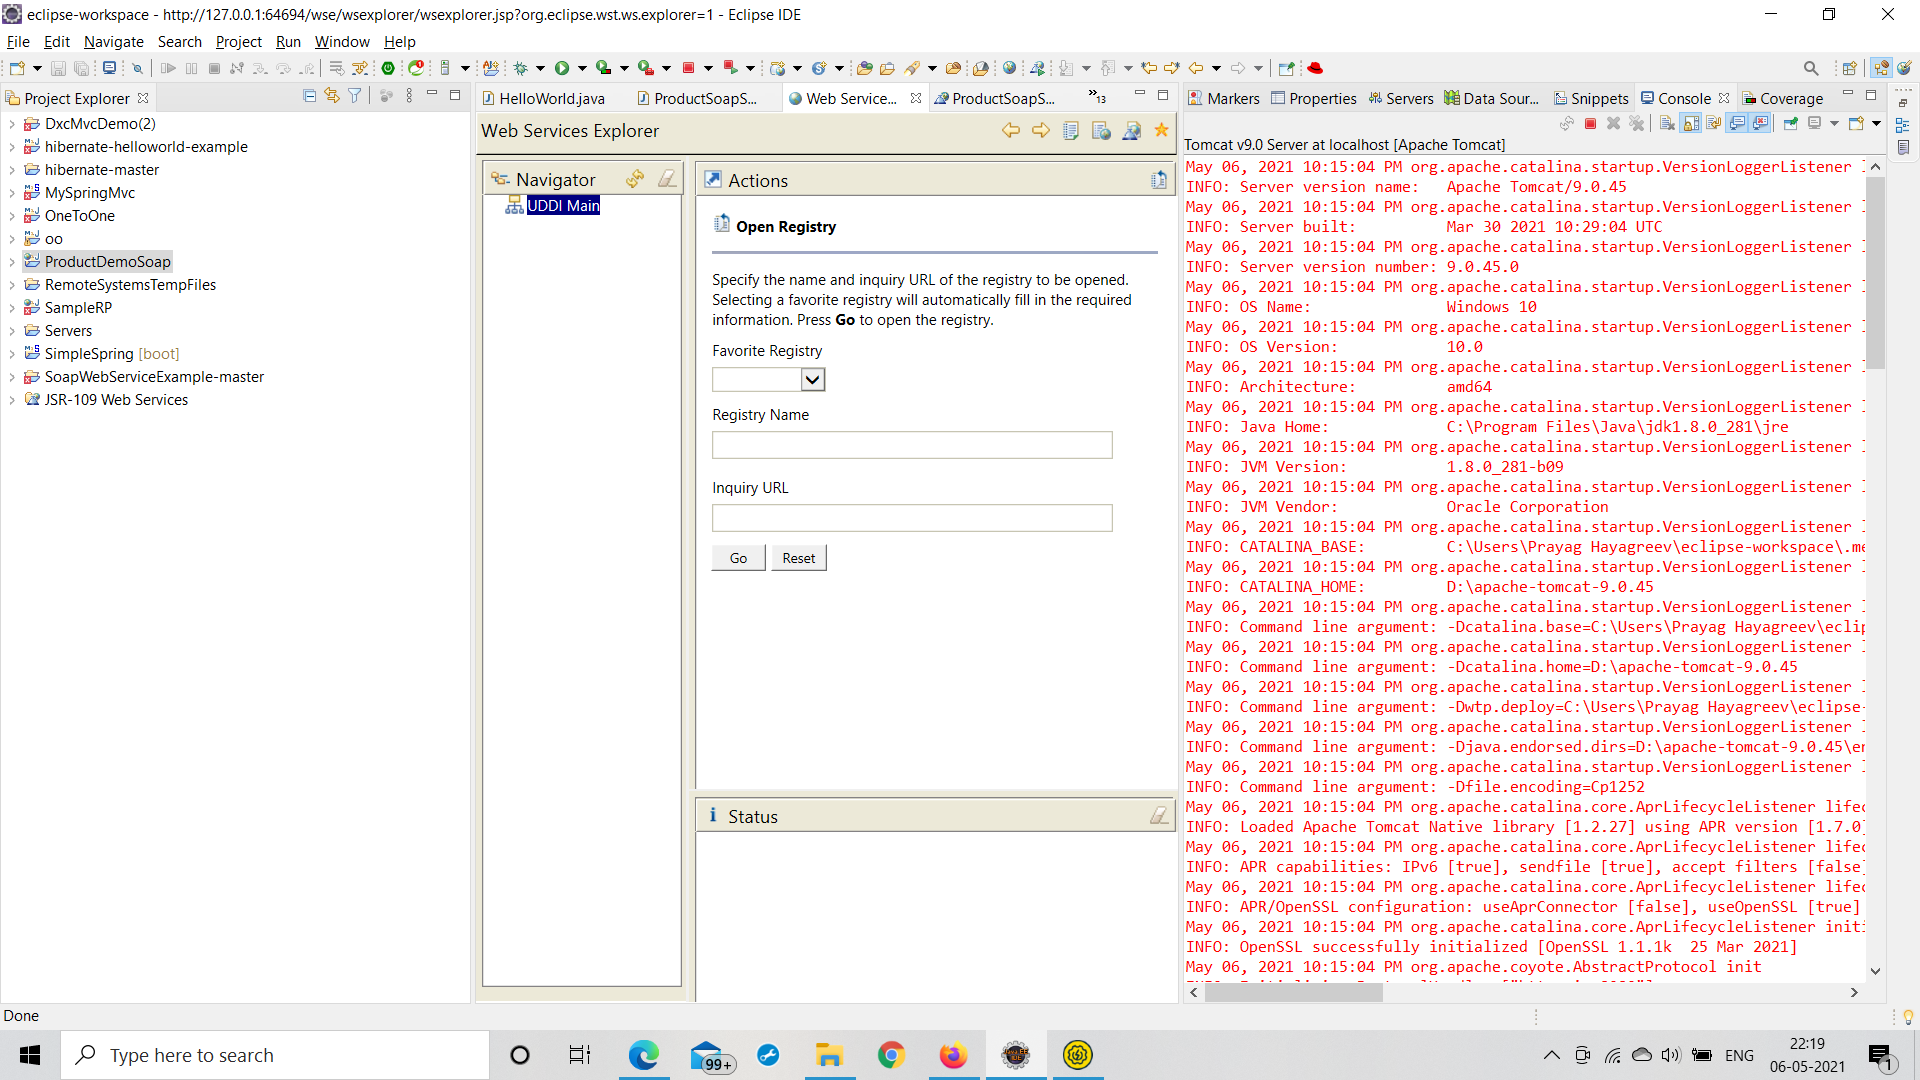 eclipse-workspace - http://127.0.0.1:64694/wse/wsexplorer/wsexplorer.jsp?org.eclipse.wst.ws.explorer=1 - Eclipse IDE
File Edit Navigate Search Project Run Window Help
Project Explorer
DxcMvcDemo(2)
hibernate-helloworld-example
hibernate-master
MySpringMvc
OneToOne
oo
ProductDemoSoap
RemoteSystemsTempFiles
SampleRP
Servers
SimpleSpring [boot]
SoapWebServiceExample-master
JSR-109 Web Services
HelloWorld.java
ProductSoapS...
Web Service...
ProductSoapS...
»13
Web Services Explorer
Navigator
UDDI Main
Actions
Open Registry
Specify the name and inquiry URL of the registry to be opened.
Selecting a favorite registry will automatically fill in the required
information. Press Go to open the registry.
Favorite Registry
Registry Name
Inquiry URL
Go Reset
Status
Markers Properties Servers Data Sour... Snippets Console Coverage
Tomcat v9.0 Server at localhost [Apache Tomcat]
May 06, 2021 10:15:04 PM org.apache.catalina.startup.VersionLoggerListener
INFO: Server version name: Apache Tomcat/9.0.45
May 06, 2021 10:15:04 PM org.apache.catalina.startup.VersionLoggerListener
INFO: Server built: Mar 30 2021 10:29:04 UTC
May 06, 2021 10:15:04 PM org.apache.catalina.startup.VersionLoggerListener
INFO: Server version number: 9.0.45.0
May 06, 2021 10:15:04 PM org.apache.catalina.startup.VersionLoggerListener
INFO: OS Name: Windows 10
May 06, 2021 10:15:04 PM org.apache.catalina.startup.VersionLoggerListener
INFO: OS Version: 10.0
May 06, 2021 10:15:04 PM org.apache.catalina.startup.VersionLoggerListener
INFO: Architecture: amd64
May 06, 2021 10:15:04 PM org.apache.catalina.startup.VersionLoggerListener
INFO: Java Home: C:\Program Files\Java\jdk1.8.0_281\jre
May 06, 2021 10:15:04 PM org.apache.catalina.startup.VersionLoggerListener
INFO: JVM Version: 1.8.0_281-b09
May 06, 2021 10:15:04 PM org.apache.catalina.startup.VersionLoggerListener
INFO: JVM Vendor: Oracle Corporation
May 06, 2021 10:15:04 PM org.apache.catalina.startup.VersionLoggerListener
INFO: CATALINA_BASE: C:\Users\Prayag Hayagreev\eclipse-workspace\.me
May 06, 2021 10:15:04 PM org.apache.catalina.startup.VersionLoggerListener
INFO: CATALINA_HOME: D:\apache-tomcat-9.0.45
May 06, 2021 10:15:04 PM org.apache.catalina.startup.VersionLoggerListener
INFO: Command line argument: -Dcatalina.base=C:\Users\Prayag Hayagreev\eclip
May 06, 2021 10:15:04 PM org.apache.catalina.startup.VersionLoggerListener
INFO: Command line argument: -Dcatalina.home=D:\apache-tomcat-9.0.45
May 06, 2021 10:15:04 PM org.apache.catalina.startup.VersionLoggerListener
INFO: Command line argument: -Dwtp.deploy=C:\Users\Prayag Hayagreev\eclipse-
May 06, 2021 10:15:04 PM org.apache.catalina.startup.VersionLoggerListener
INFO: Command line argument: -Djava.endorsed.dirs=D:\apache-tomcat-9.0.45\en
May 06, 2021 10:15:04 PM org.apache.catalina.startup.VersionLoggerListener
INFO: Command line argument: -Dfile.encoding=Cp1252
May 06, 2021 10:15:04 PM org.apache.catalina.core.AprLifecycleListener lifec
INFO: Loaded Apache Tomcat Native library [1.2.27] using APR version [1.7.0]
May 06, 2021 10:15:04 PM org.apache.catalina.core.AprLifecycleListener lifec
INFO: APR capabilities: IPv6 [true], sendfile [true], accept filters [false]
May 06, 2021 10:15:04 PM org.apache.catalina.core.AprLifecycleListener lifec
INFO: APR/OpenSSL configuration: useAprConnector [false], useOpenSSL [true]
May 06, 2021 10:15:04 PM org.apache.catalina.core.AprLifecycleListener initi
INFO: OpenSSL successfully initialized [OpenSSL 1.1.1k 25 Mar 2021]
May 06, 2021 10:15:04 PM org.apache.coyote.AbstractProtocol init
Done
Type here to search
99+
ENG
22:19
06-05-2021
1